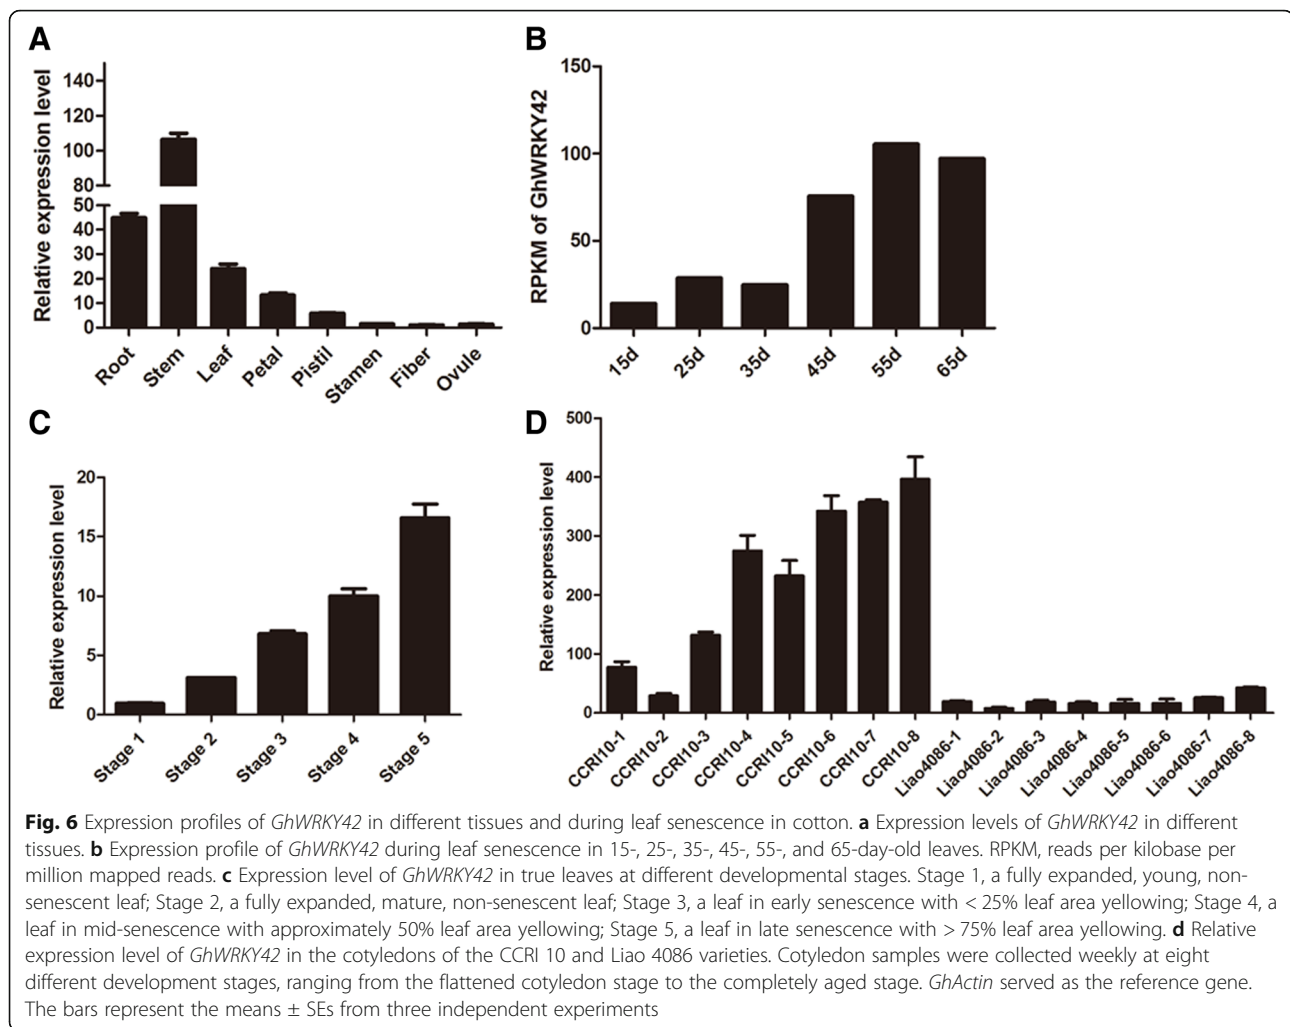 A
Relative expression level
140
120
100
80
50
40
30
20
10
0
Root
Stem
Leaf
Petal
Pistil
Stamen
Fiber
Ovule
B
RPKM of GhWRKY42
150
100
50
0
15d
25d
35d
45d
55d
65d
C
Relative expression level
20
15
10
5
0
Stage 1
Stage 2
Stage 3
Stage 4
Stage 5
D
Relative expression level
500
400
300
200
100
0
CCRI10-1
CCRI10-2
CCRI10-3
CCRI10-4
CCRI10-5
CCRI10-6
CCRI10-7
CCRI10-8
Liao4086-1
Liao4086-2
Liao4086-3
Liao4086-4
Liao4086-5
Liao4086-6
Liao4086-7
Liao4086-8
Fig. 6 Expression profiles of GhWRKY42 in different tissues and during leaf senescence in cotton. a Expression levels of GhWRKY42 in different
tissues. b Expression profile of GhWRKY42 during leaf senescence in 15-, 25-, 35-, 45-, 55-, and 65-day-old leaves. RPKM, reads per kilobase per
million mapped reads. c Expression level of GhWRKY42 in true leaves at different developmental stages. Stage 1, a fully expanded, young, non-
senescent leaf; Stage 2, a fully expanded, mature, non-senescent leaf; Stage 3, a leaf in early senescence with < 25% leaf area yellowing; Stage 4, a
leaf in mid-senescence with approximately 50% leaf area yellowing; Stage 5, a leaf in late senescence with > 75% leaf area yellowing. d Relative
expression level of GhWRKY42 in the cotyledons of the CCRI 10 and Liao 4086 varieties. Cotyledon samples were collected weekly at eight
different development stages, ranging from the flattened cotyledon stage to the completely aged stage. GhActin served as the reference gene.
The bars represent the means ± SEs from three independent experiments